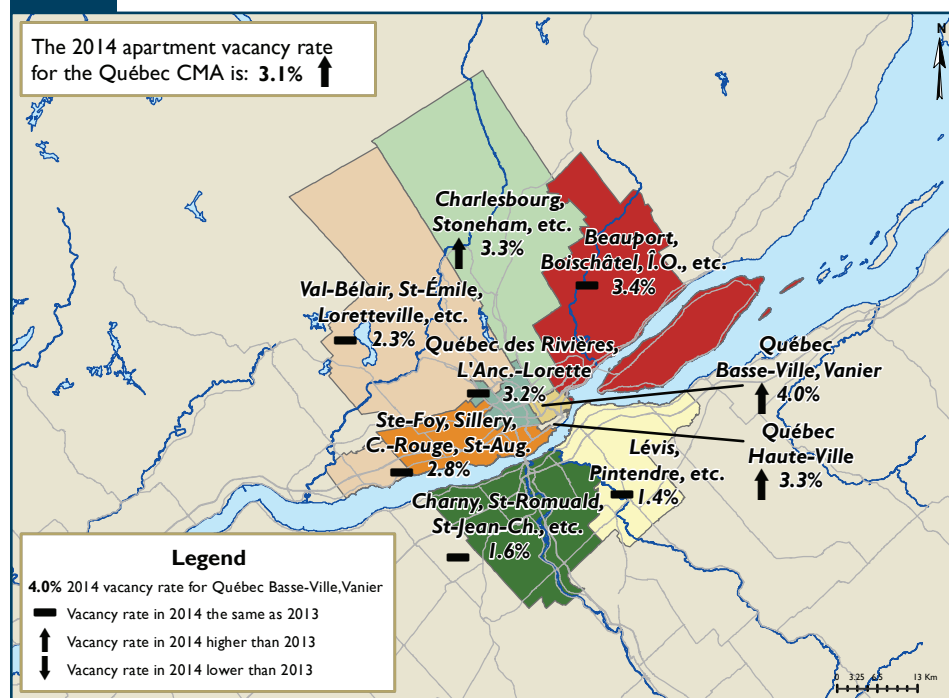 The 2014 apartment vacancy rate
for the Québec CMA is: 3.1%
N
Charlesbourg,
Stoneham, etc.
3.3%
Beauport,
Boischâtel, Î.O., etc.
3.4%
Val-Bélair, St-Émile,
Loretteville, etc.
2.3%
Québec des Rivières,
L'Anc.-Lorette
3.2%
Québec
Basse-Ville, Vanier
4.0%
Ste-Foy, Sillery,
C.-Rouge, St-Aug.
2.8%
Québec
Haute-Ville
3.3%
Lévis,
Pintendre, etc.
1.4%
Charny, St-Romuald,
St-Jean-Ch., etc.
1.6%
Legend
4.0% 2014 vacancy rate for Québec Basse-Ville, Vanier
Vacancy rate in 2014 the same as 2013
Vacancy rate in 2014 higher than 2013
Vacancy rate in 2014 lower than 2013
0 3.25 6.5 13 Km